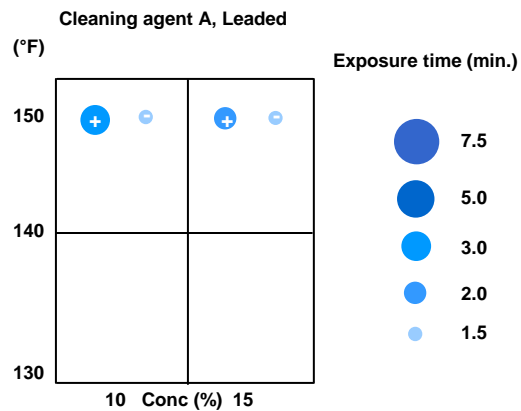 Cleaning agent A, Leaded
(°F)
Exposure time (min.)
150
+ - + -
7.5
5.0
140
3.0
2.0
1.5
130
10 Conc (%) 15